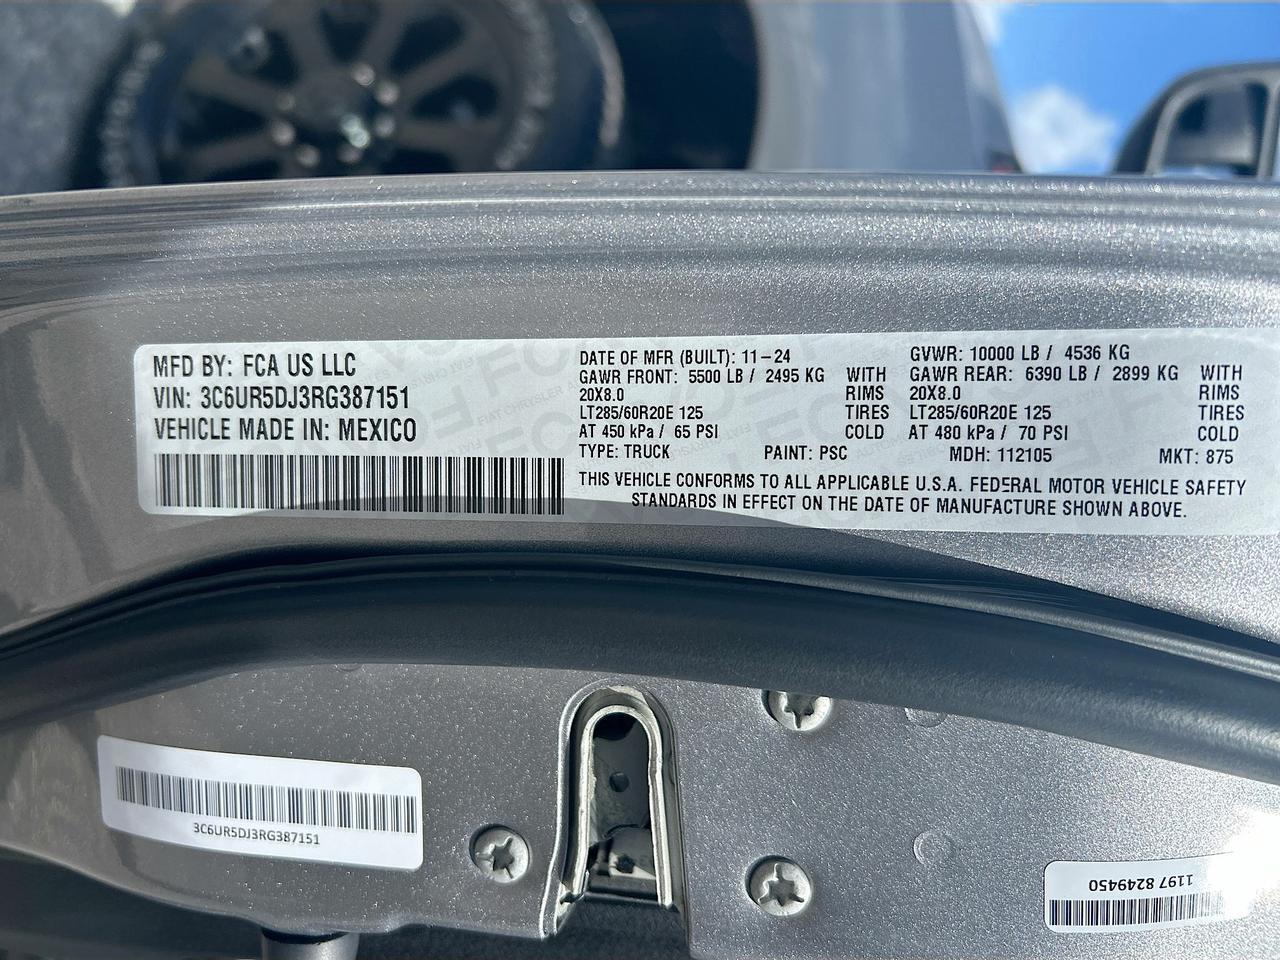 MFD BY: FCA US LLC
VIN: 3C6UR5DJ3RG387151
VEHICLE MADE IN: MEXICO
DATE OF MFR (BUILT): 11-24
GVWR: 10000 LB / 4536 KG
GAWR FRONT: 5500 LB / 2495 KG WITH
20X8.0 RIMS
LT285/60R20E 125 TIRES
AT 450 kPa / 65 PSI COLD
GAWR REAR: 6390 LB / 2899 KG WITH
20X8.0 RIMS
LT285/60R20E 125 TIRES
AT 480 kPa / 70 PSI COLD
TYPE: TRUCK PAINT: PSC MDH: 112105 MKT: 875
THIS VEHICLE CONFORMS TO ALL APPLICABLE U.S.A. FEDERAL MOTOR VEHICLE SAFETY
STANDARDS IN EFFECT ON THE DATE OF MANUFACTURE SHOWN ABOVE.
3C6UR5DJ3RG387151
1197 8249450